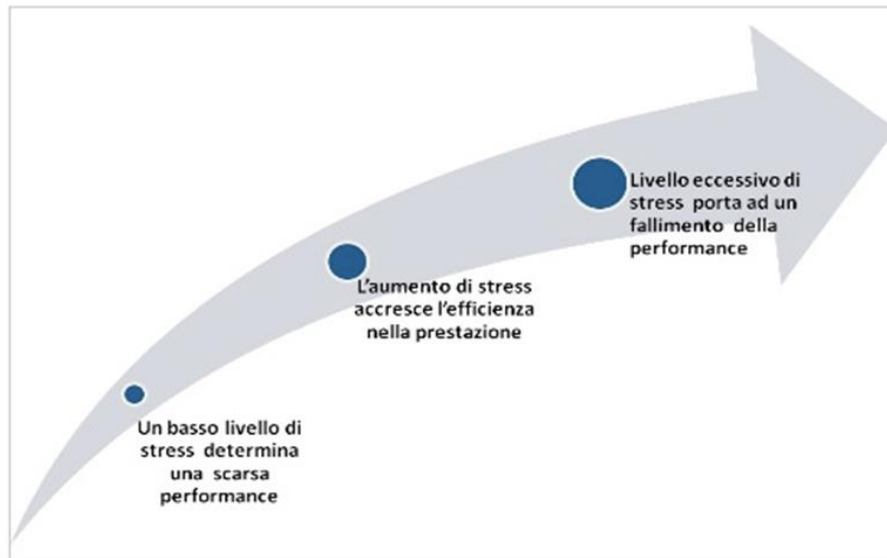 Livello eccessivo di
stress porta ad un
fallimento della
performance
L'aumento di stress
accresce l'efficienza
nella prestazione
Un basso livello di
stress determina
una scarsa
performance